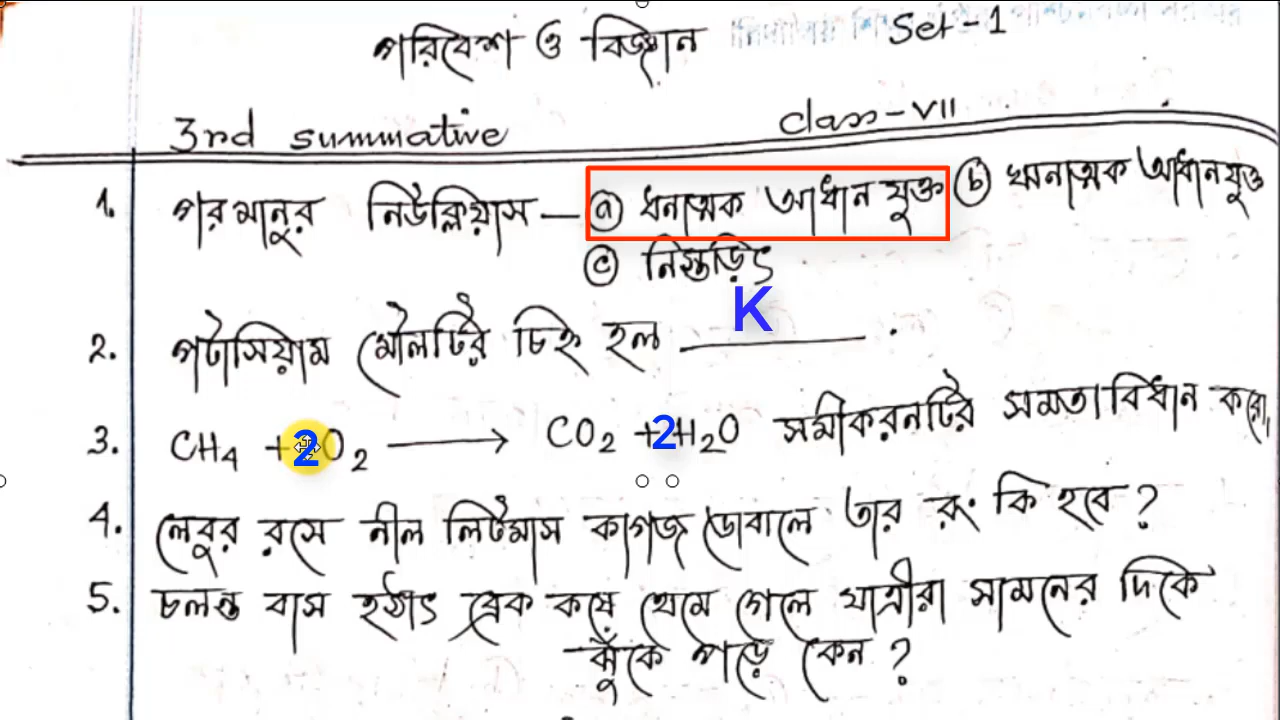 পরিবেশ ও বিজ্ঞান Set-1
3rd summative class-VII
1. পরমানুর নিউক্লিয়াস — ⓐ ধনাত্মক আধান যুক্ত ⓑ ঋনাত্মক আধানযুক্ত
ⓒ নিস্তড়িৎ
K
2. পটাসিয়াম মৌলটির চিহ্ন হল ______ .
3. CH4 + 2O2 ⟶ CO2 + 2H2O সমীকরনটির সমতাবিধান করো,
4. লেবুর রসে নীল লিটমাস কাগজ ডোবালে তার রং কি হবে ?
5. চলন্ত বাস হঠাৎ ব্রেক কষে থেমে গেলে যাত্রীরা সামনের দিকে
ঝুঁকে পড়ে কেন ?